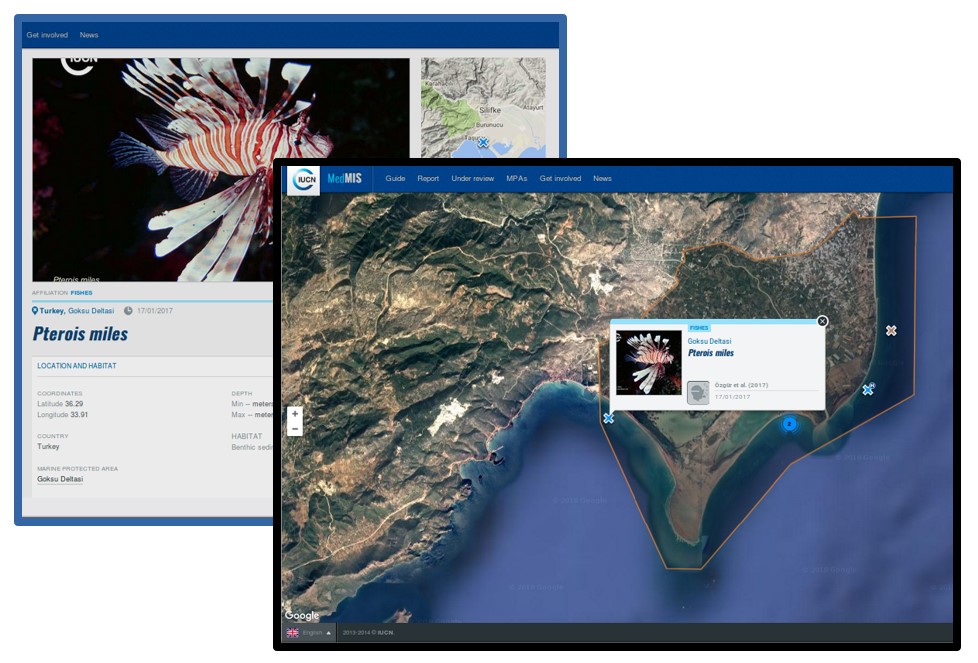 Get involved News
IUCN
Pterois miles
Silifke
Atayurt
Burunucu
AFFILIATION FISHES
Turkey, Goksu Deltasi 17/01/2017
Pterois miles
LOCATION AND HABITAT
COORDINATES
Latitude 36.29
Longitude 33.91
COUNTRY
Turkey
MARINE PROTECTED AREA
Goksu Deltasi
DEPTH
Min -- meters
Max -- meter
HABITAT
Benthic sedi
IUCN MedMIS Guide Report Under review MPAs Get involved News
FISHES
Goksu Deltasi
Pterois miles
Özgür et al. (2017)
17/01/2017
2
+
−
Google
English 2013-2014 © IUCN.